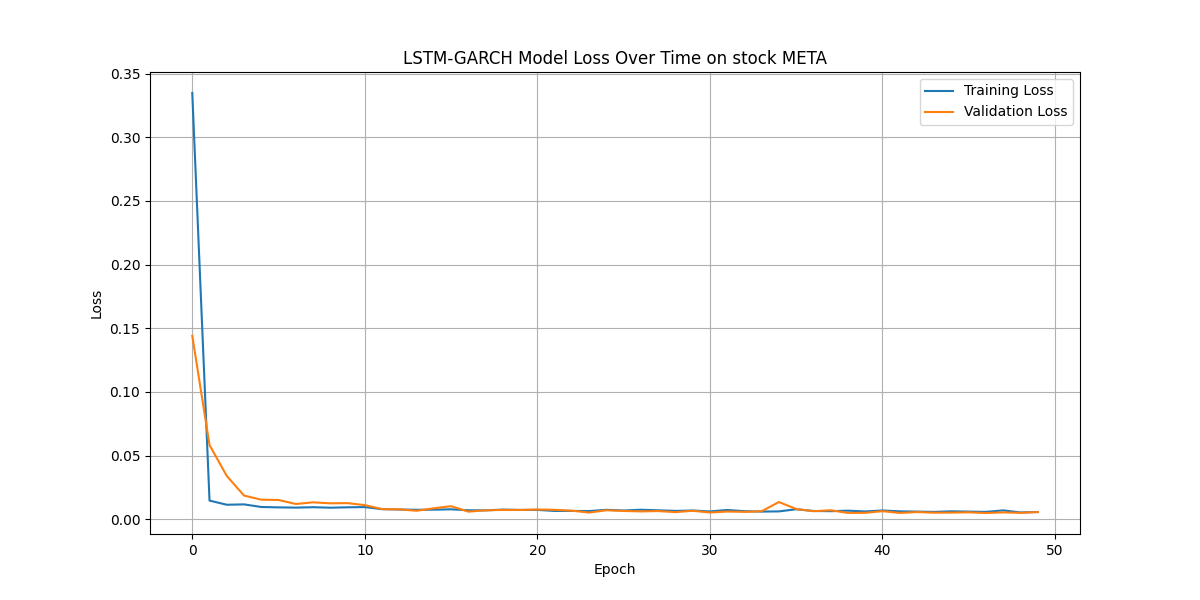 LSTM-GARCH Model Loss Over Time on stock META
Training Loss
Validation Loss
Loss
0.35
0.30
0.25
0.20
0.15
0.10
0.05
0.00
0 10 20 30 40 50
Epoch